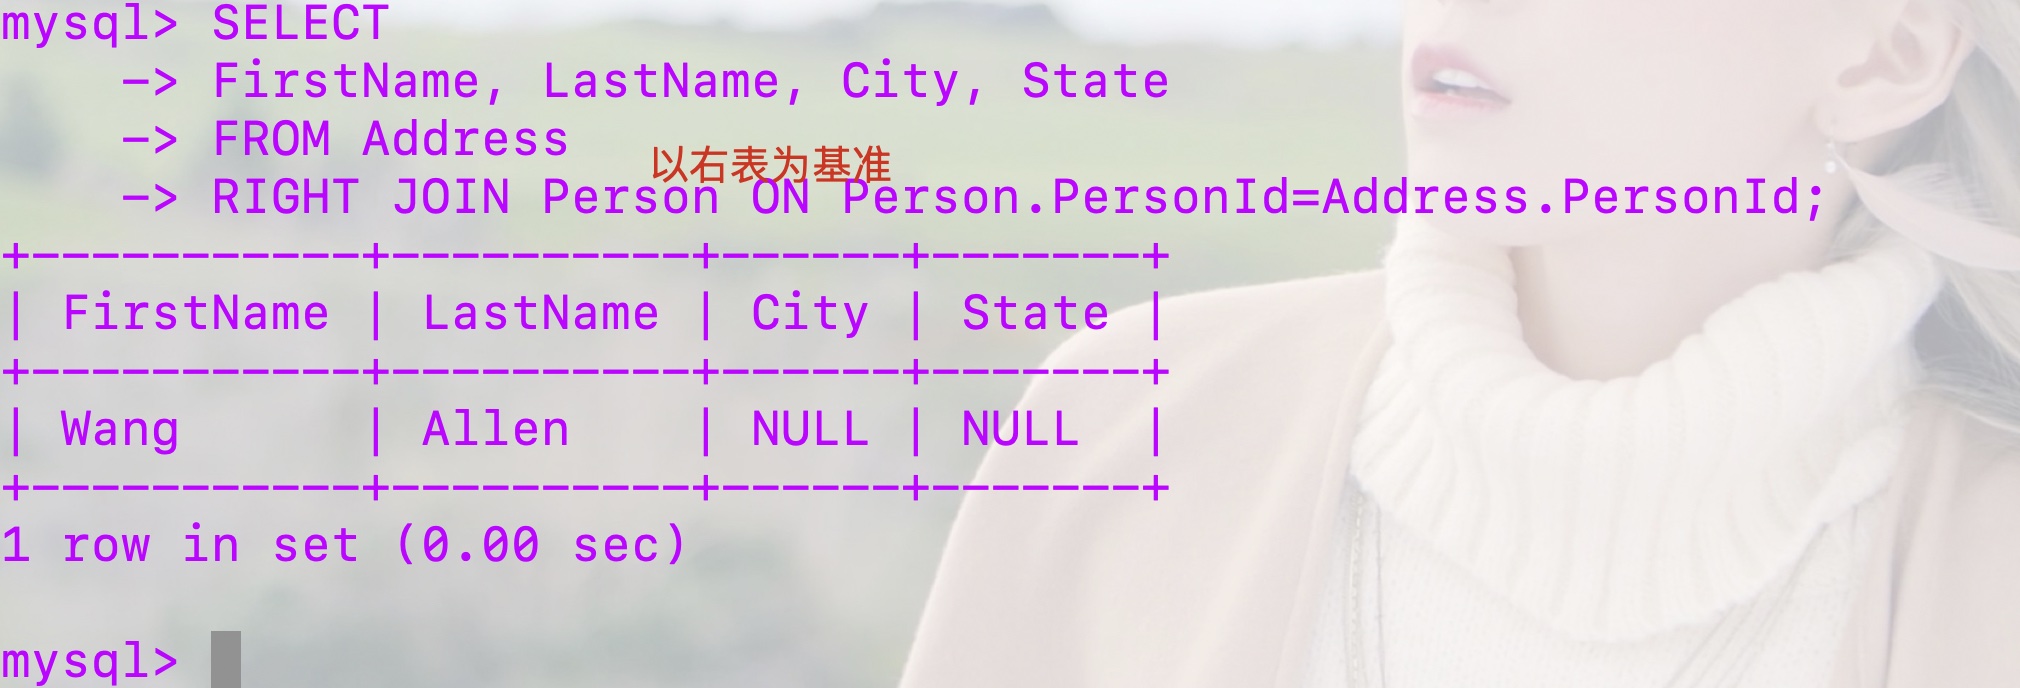 mysql> SELECT
    -> FirstName, LastName, City, State
    -> FROM Address
以右表为基准
    -> RIGHT JOIN Person ON Person.PersonId=Address.PersonId;
+-----------+----------+------+-------+
| FirstName | LastName | City | State |
+-----------+----------+------+-------+
| Wang      | Allen    | NULL | NULL  |
+-----------+----------+------+-------+
1 row in set (0.00 sec)
mysql>